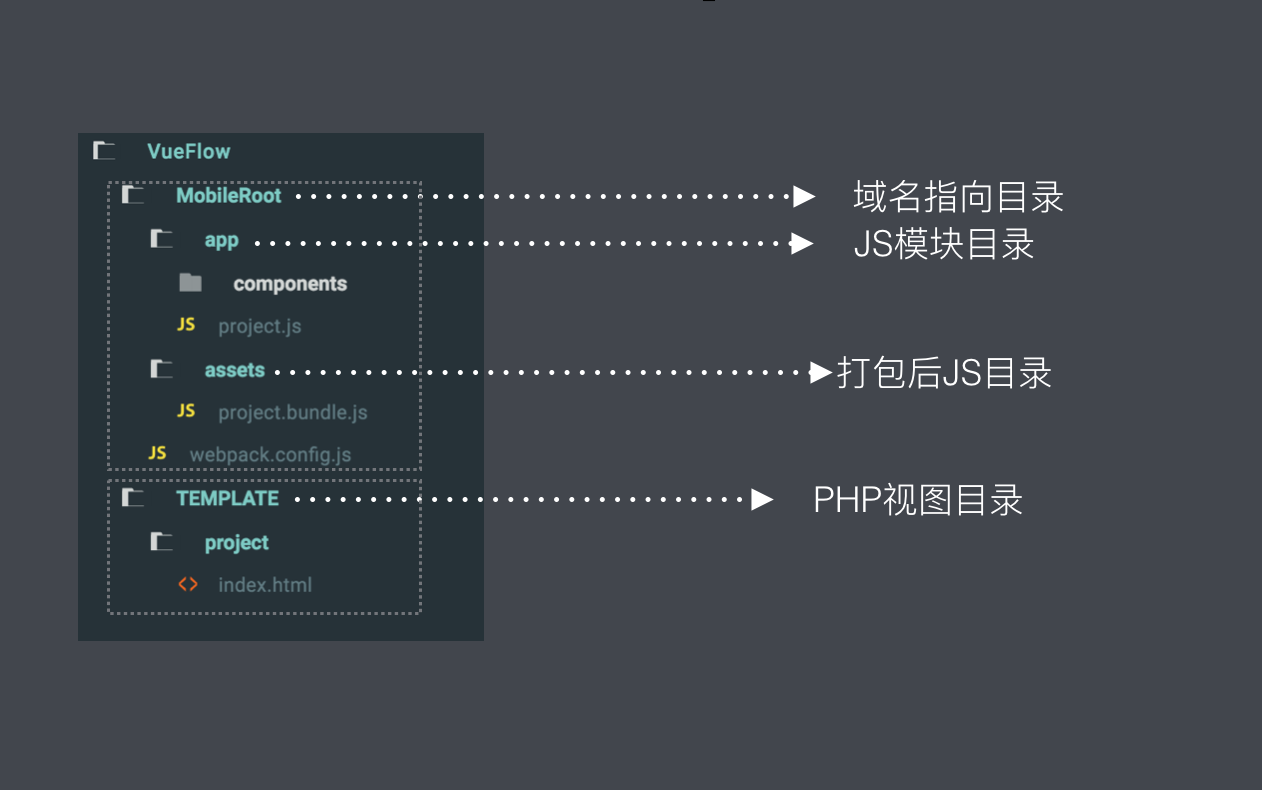 VueFlow
MobileRoot 域名指向目录
app JS模块目录
components
JS project.js
assets 打包后JS目录
JS project.bundle.js
JS webpack.config.js
TEMPLATE PHP视图目录
project
<> index.html